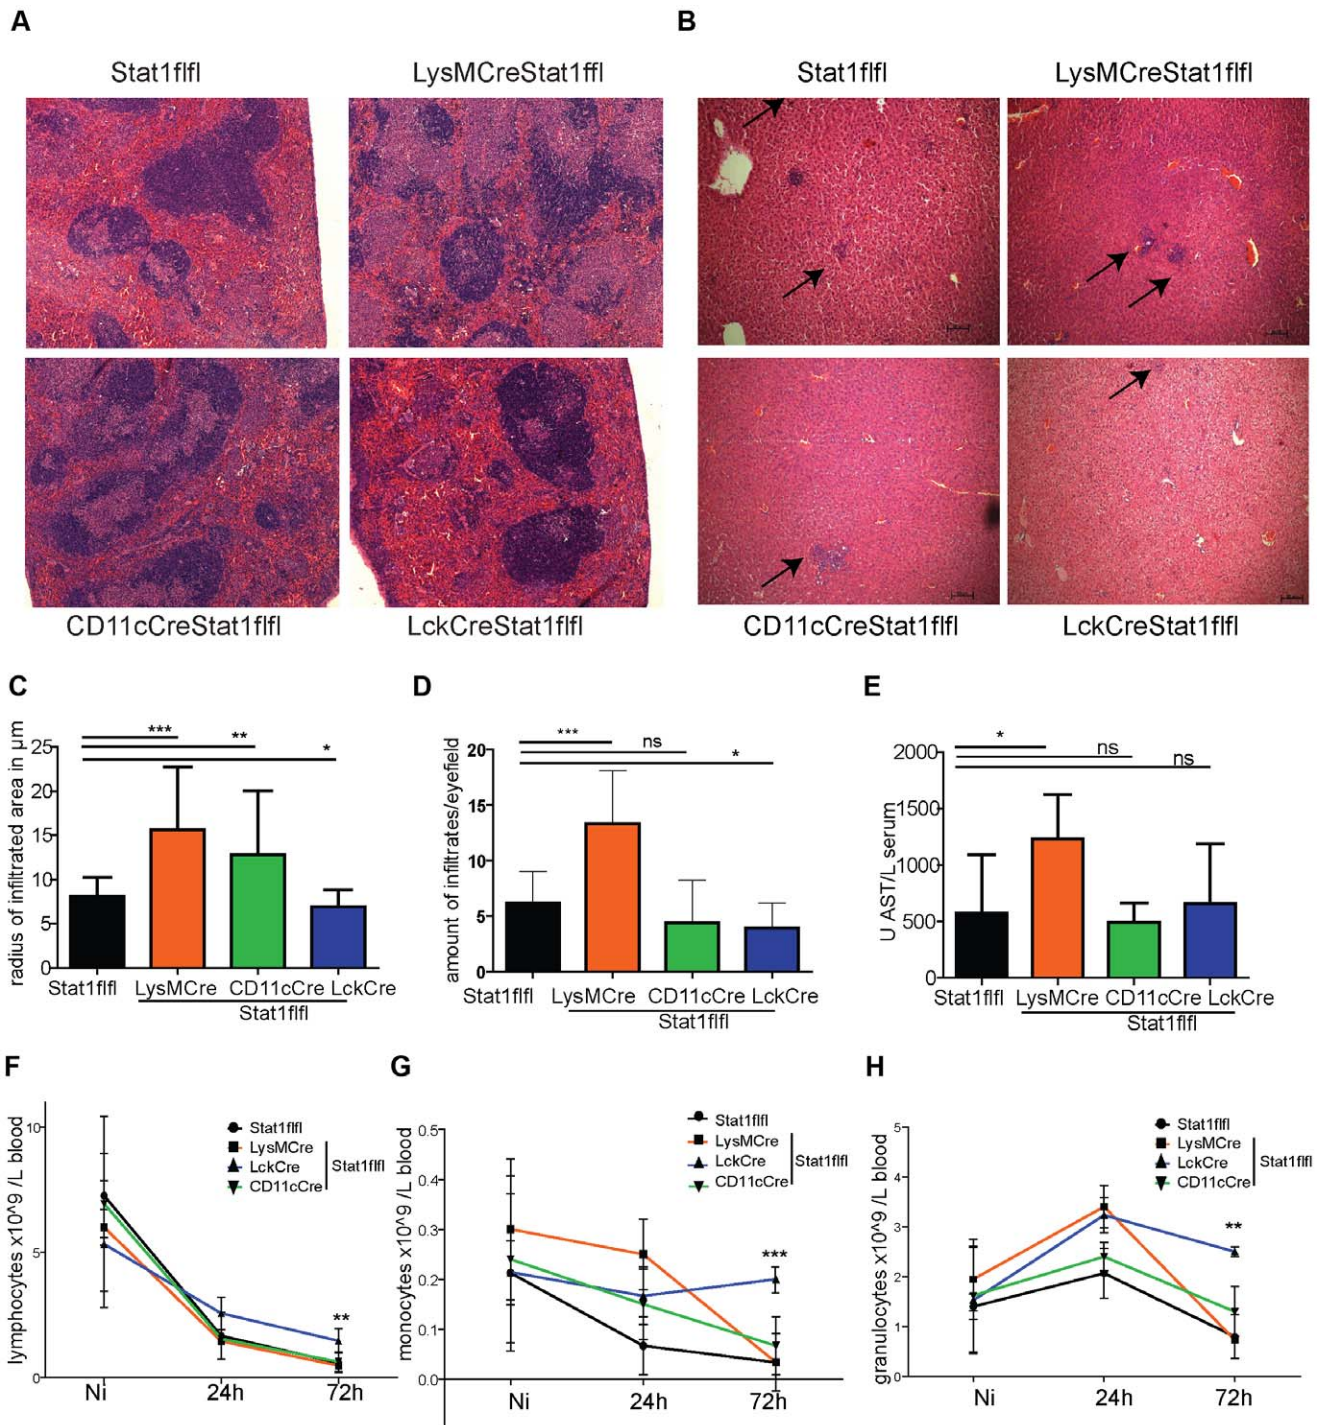 A
B
Stat1flfl
LysMCreStat1ffl
Stat1flfl
LysMCreStat1flfl
CD11cCreStat1flfl
LckCreStat1flfl
CD11cCreStat1flfl
LckCreStat1flfl
C
radius of infiltrated area in µm
25
20
15
10
5
0
***
**
*
Stat1flfl
LysMCre
CD11cCre
LckCre
Stat1flfl
D
amount of infiltrates/eyefield
20
15
10
5
0
***
ns
*
Stat1flfl
LysMCre
CD11cCre
LckCre
Stat1flfl
E
U AST/L serum
2000
1500
1000
500
0
*
ns
ns
Stat1flfl
LysMCre
CD11cCre
LckCre
Stat1flfl
F
lymphocytes x10^9 /L blood
10
5
0
Stat1flfl
LysMCre
LckCre
CD11cCre
Stat1flfl
**
Ni
24h
72h
G
monocytes x10^9 /L blood
0.5
0.4
0.3
0.2
0.1
0.0
Stat1flfl
LysMCre
LckCre
CD11cCre
Stat1flfl
***
Ni
24h
72h
H
granulocytes x10^9 /L blood
5
4
3
2
1
0
Stat1flfl
LysMCre
LckCre
CD11cCre
Stat1flfl
**
Ni
24h
72h